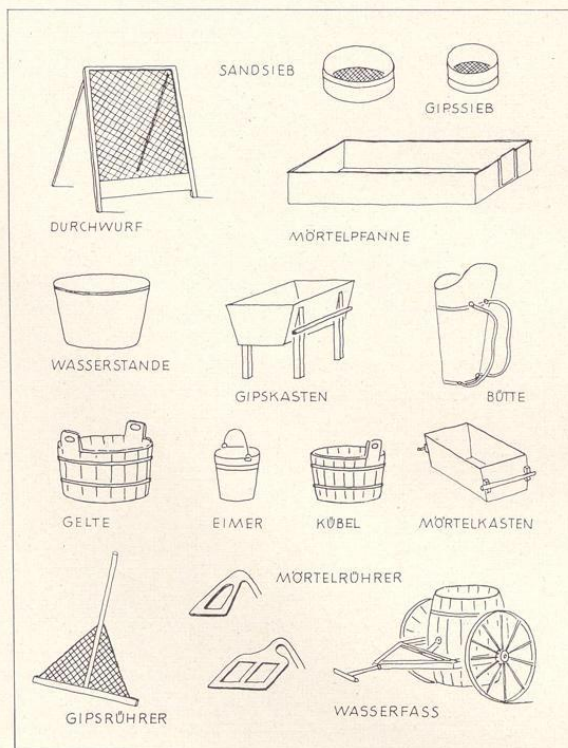 SANDSIEB
GIPSSIEB
DURCHWURF
MÖRTELPFANNE
WASSERSTANDE
GIPSKASTEN
BÜTTE
GELTE
EIMER
KÜBEL
MÖRTELKASTEN
MÖRTELRÜHRER
GIPSRÜHRER
WASSERFASS